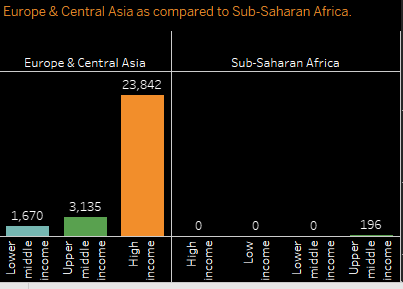 Europe & Central Asia as compared to Sub-Saharan Africa.
Europe & Central Asia
Sub-Saharan Africa
23,842
3,135
1,670
0
0
0
196
Lower
middle
income
Upper
middle
income
High
income
High
income
Low
income
Lower
middle
income
Upper
middle
income